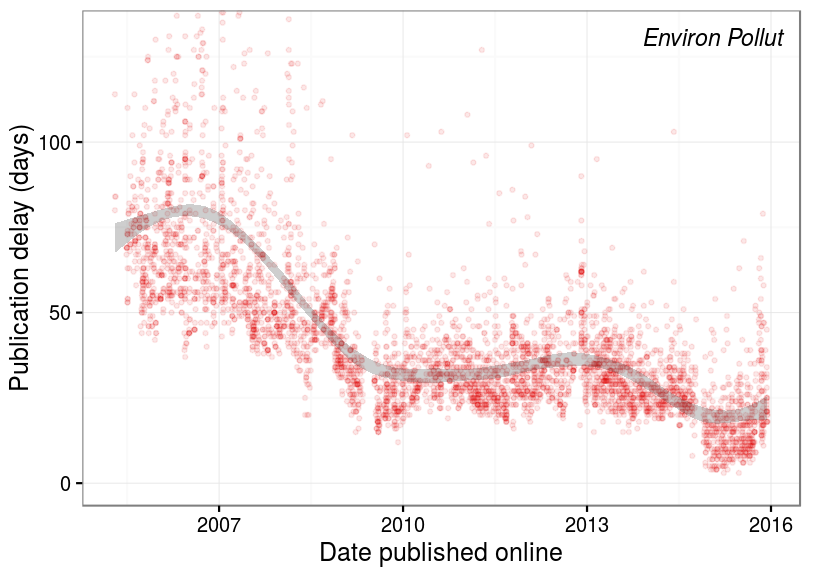 Environ Pollut
Publication delay (days)
100
50
0
2007 2010 2013 2016
Date published online